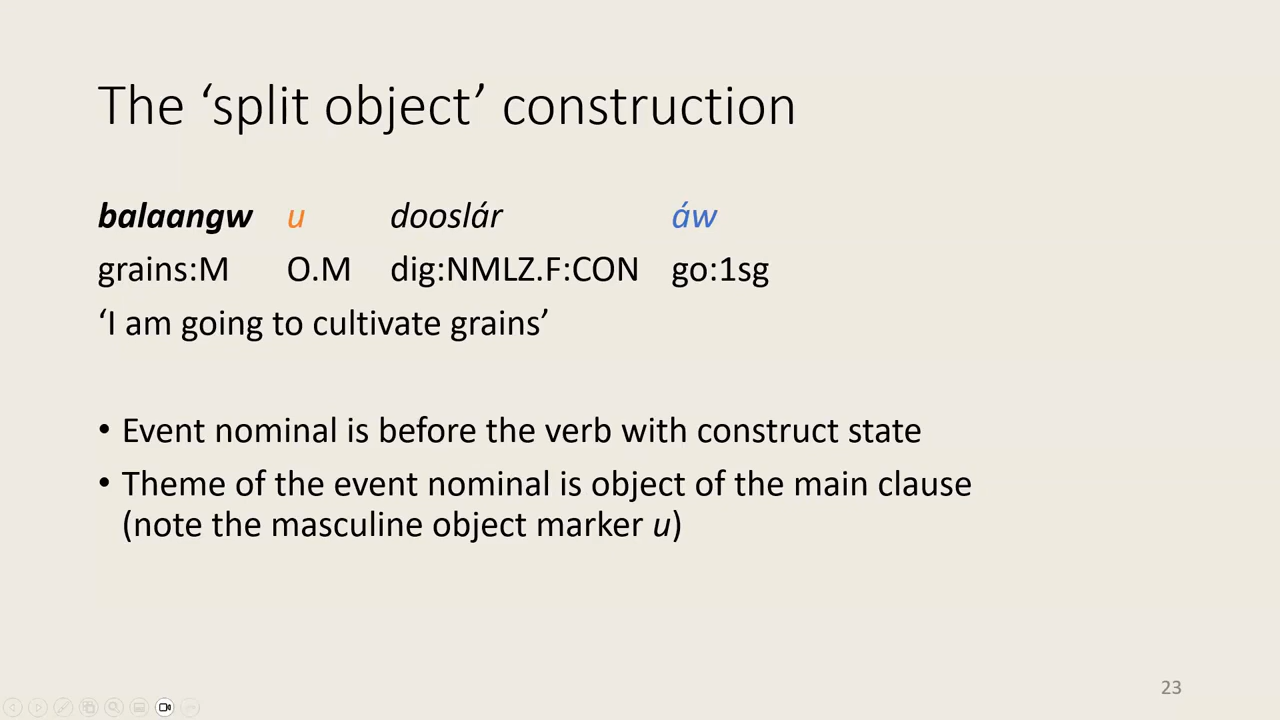 The ‘split object’ construction
balaangw u dooslár áw
grains:M O.M dig:NMLZ.F:CON go:1sg
‘I am going to cultivate grains’
• Event nominal is before the verb with construct state
• Theme of the event nominal is object of the main clause
(note the masculine object marker u)
23